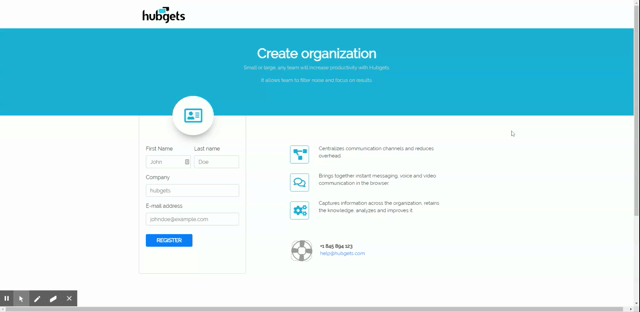 hubgets
Create organization
Small or large, any team will increase productivity with Hubgets.
It allows team to filter noise and focus on results.
First Name Last name
John Doe
Company
hubgets
E-mail address
johndoe@example.com
REGISTER
Centralizes communication channels and reduces
overhead.
Brings together instant messaging, voice and video
communication in the browser.
Captures information across the organization, retains
the knowledge, analyzes and improves it.
+1 845 894 123
help@hubgets.com